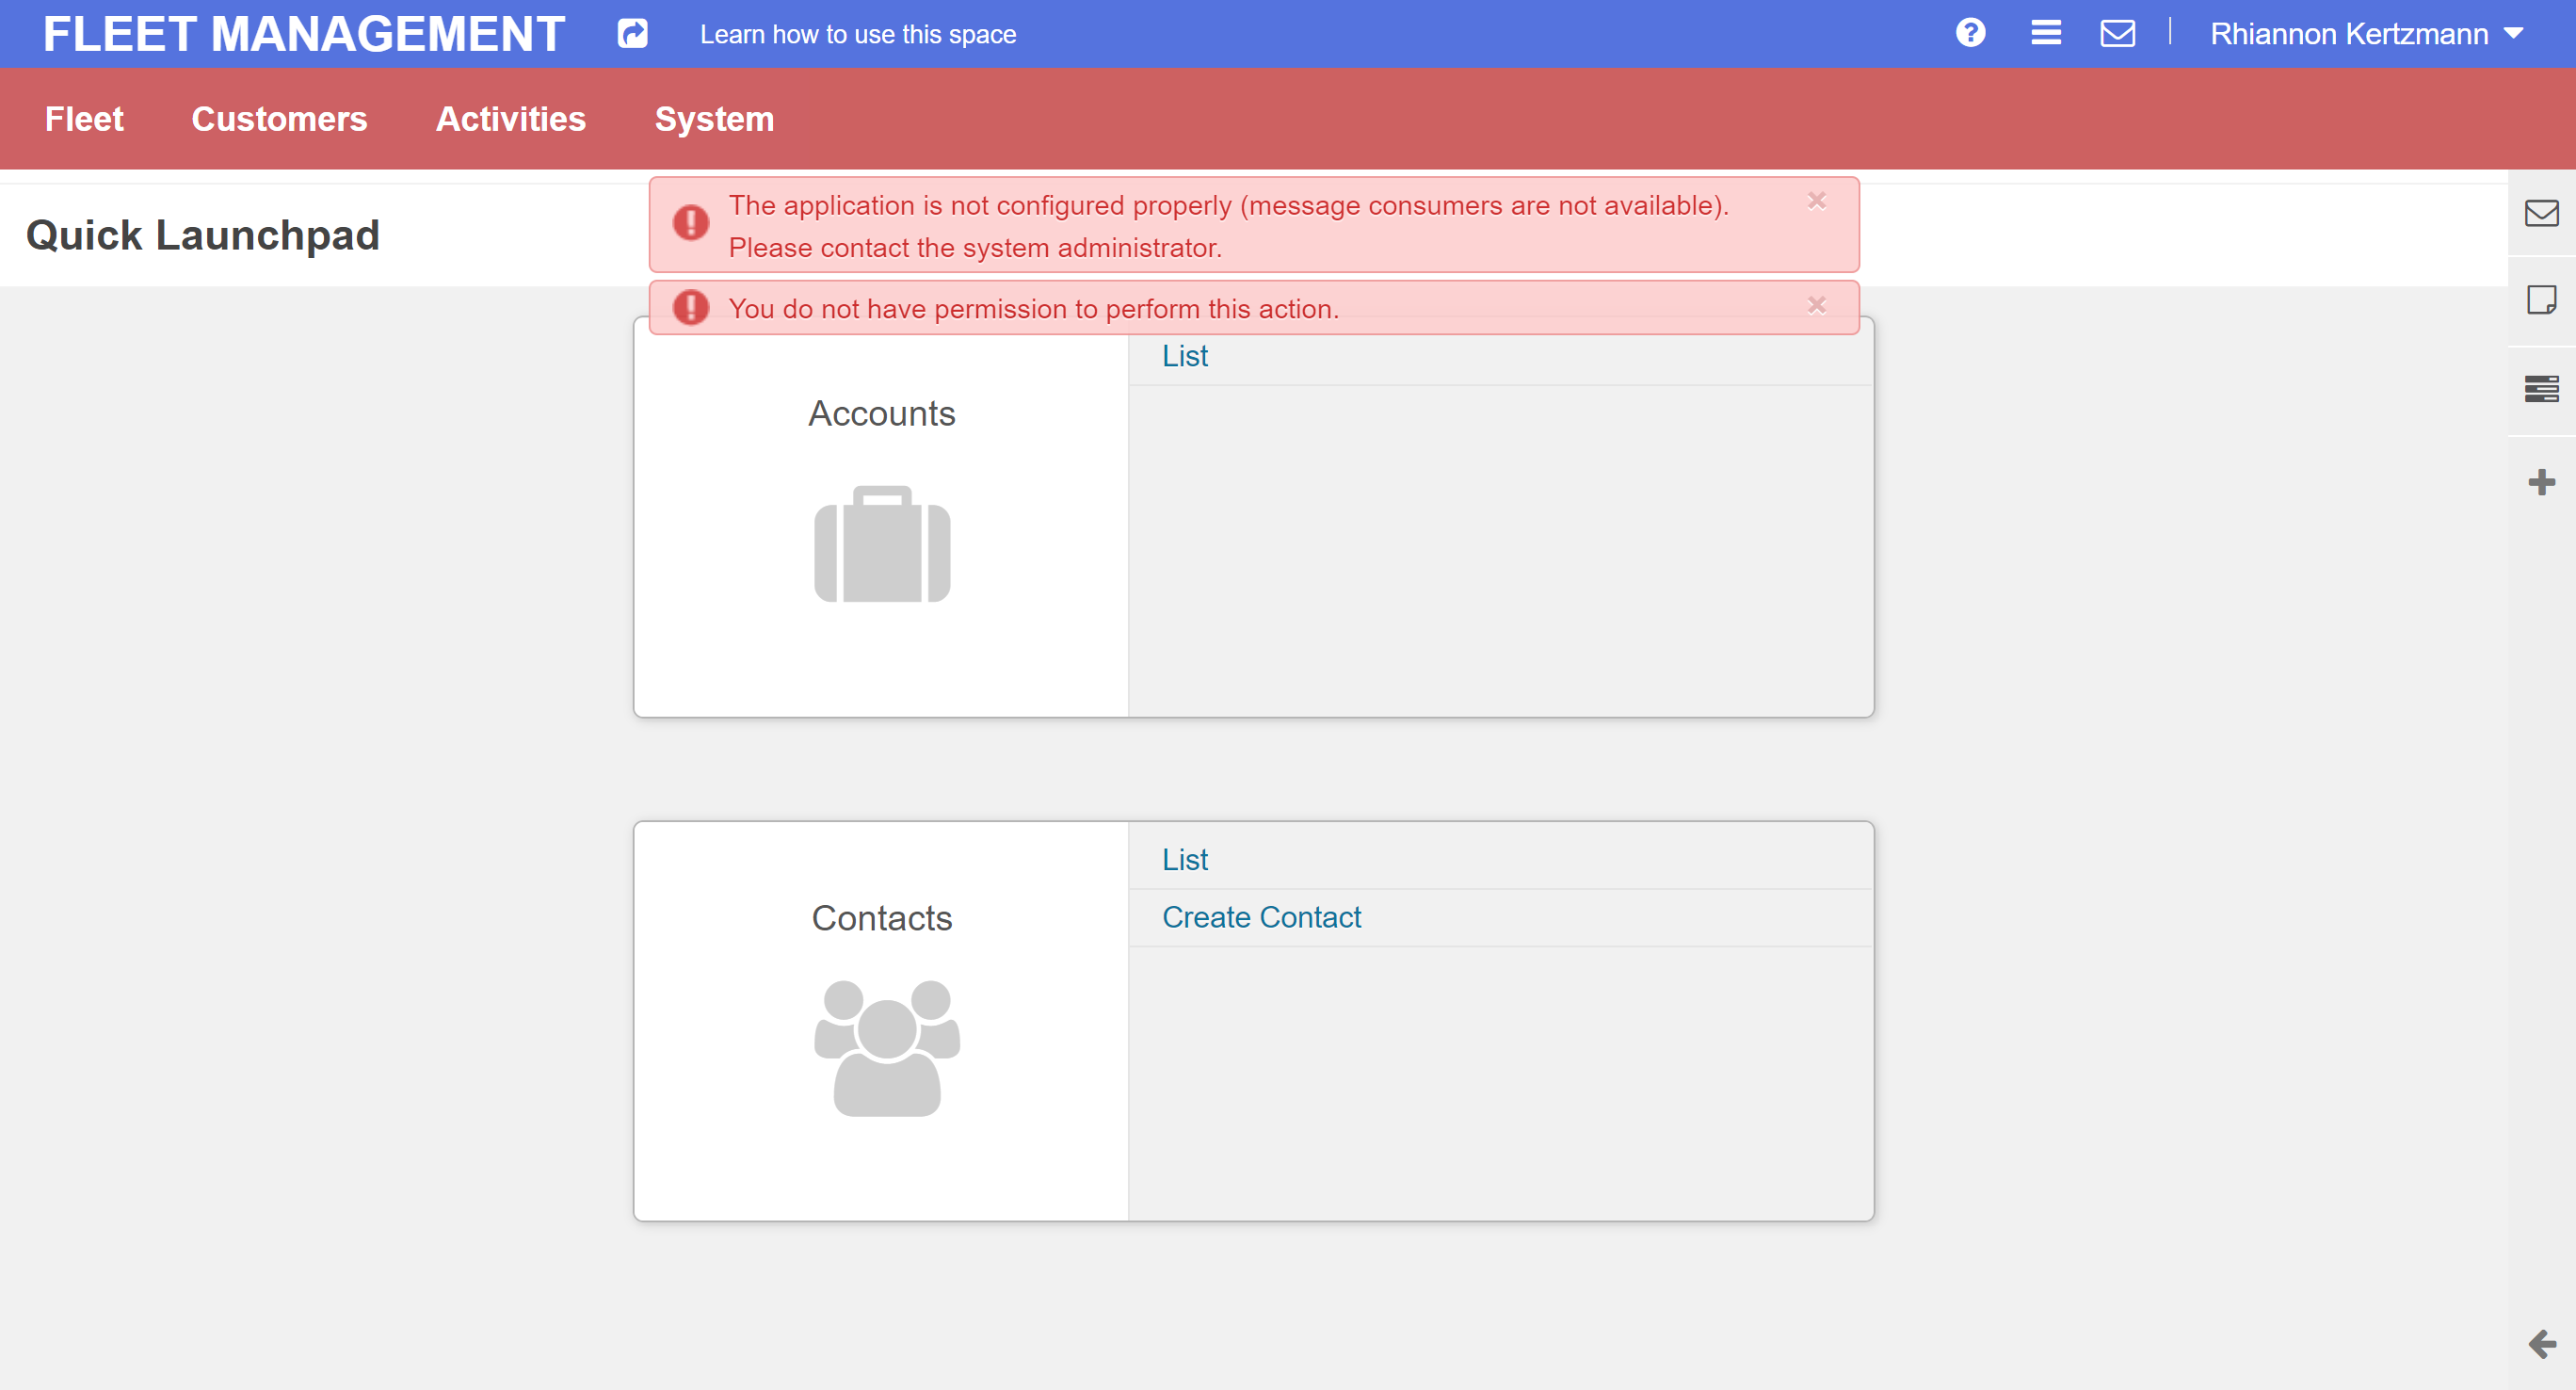 FLEET MANAGEMENT
Learn how to use this space
Rhiannon Kertzmann
Fleet
Customers
Activities
System
Quick Launchpad
The application is not configured properly (message consumers are not available).
Please contact the system administrator.
You do not have permission to perform this action.
Accounts
List
Contacts
List
Create Contact